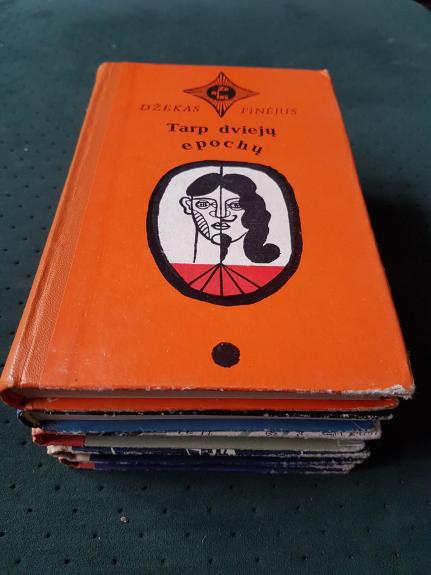 DŽEKAS FINĖJUS
Tarp dviejų
epochų